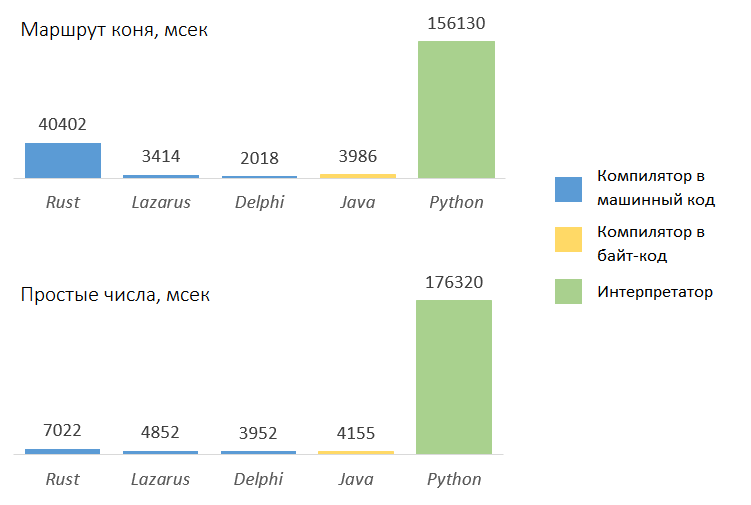 Маршрут коня, мсек
156130
40402
3414
2018
3986
Rust Lazarus Delphi Java Python
Компилятор в
машинный код
Компилятор в
байт-код
Интерпретатор
Простые числа, мсек
176320
7022
4852
3952
4155
Rust Lazarus Delphi Java Python